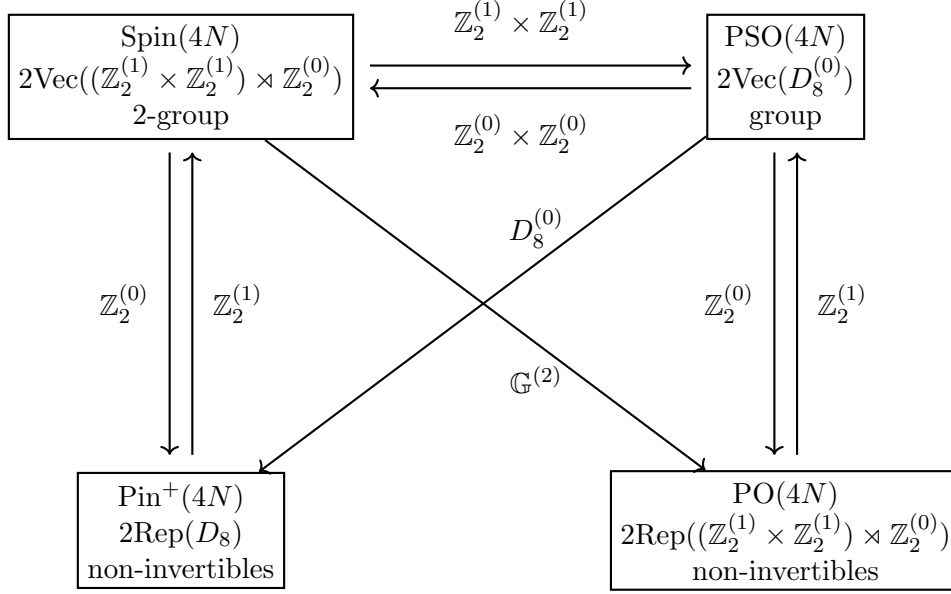 Spin(4N)
2Vec((ℤ₂⁽¹⁾ × ℤ₂⁽¹⁾) ⋊ ℤ₂⁽⁰⁾)
2-group
ℤ₂⁽¹⁾ × ℤ₂⁽¹⁾
ℤ₂⁽⁰⁾ × ℤ₂⁽⁰⁾
PSO(4N)
2Vec(D₈⁽⁰⁾)
group
D₈⁽⁰⁾
ℤ₂⁽⁰⁾
ℤ₂⁽¹⁾
ℤ₂⁽⁰⁾
ℤ₂⁽¹⁾
𝔾⁽²⁾
Pin⁺(4N)
2Rep(D₈)
non-invertibles
PO(4N)
2Rep((ℤ₂⁽¹⁾ × ℤ₂⁽¹⁾) ⋊ ℤ₂⁽⁰⁾)
non-invertibles